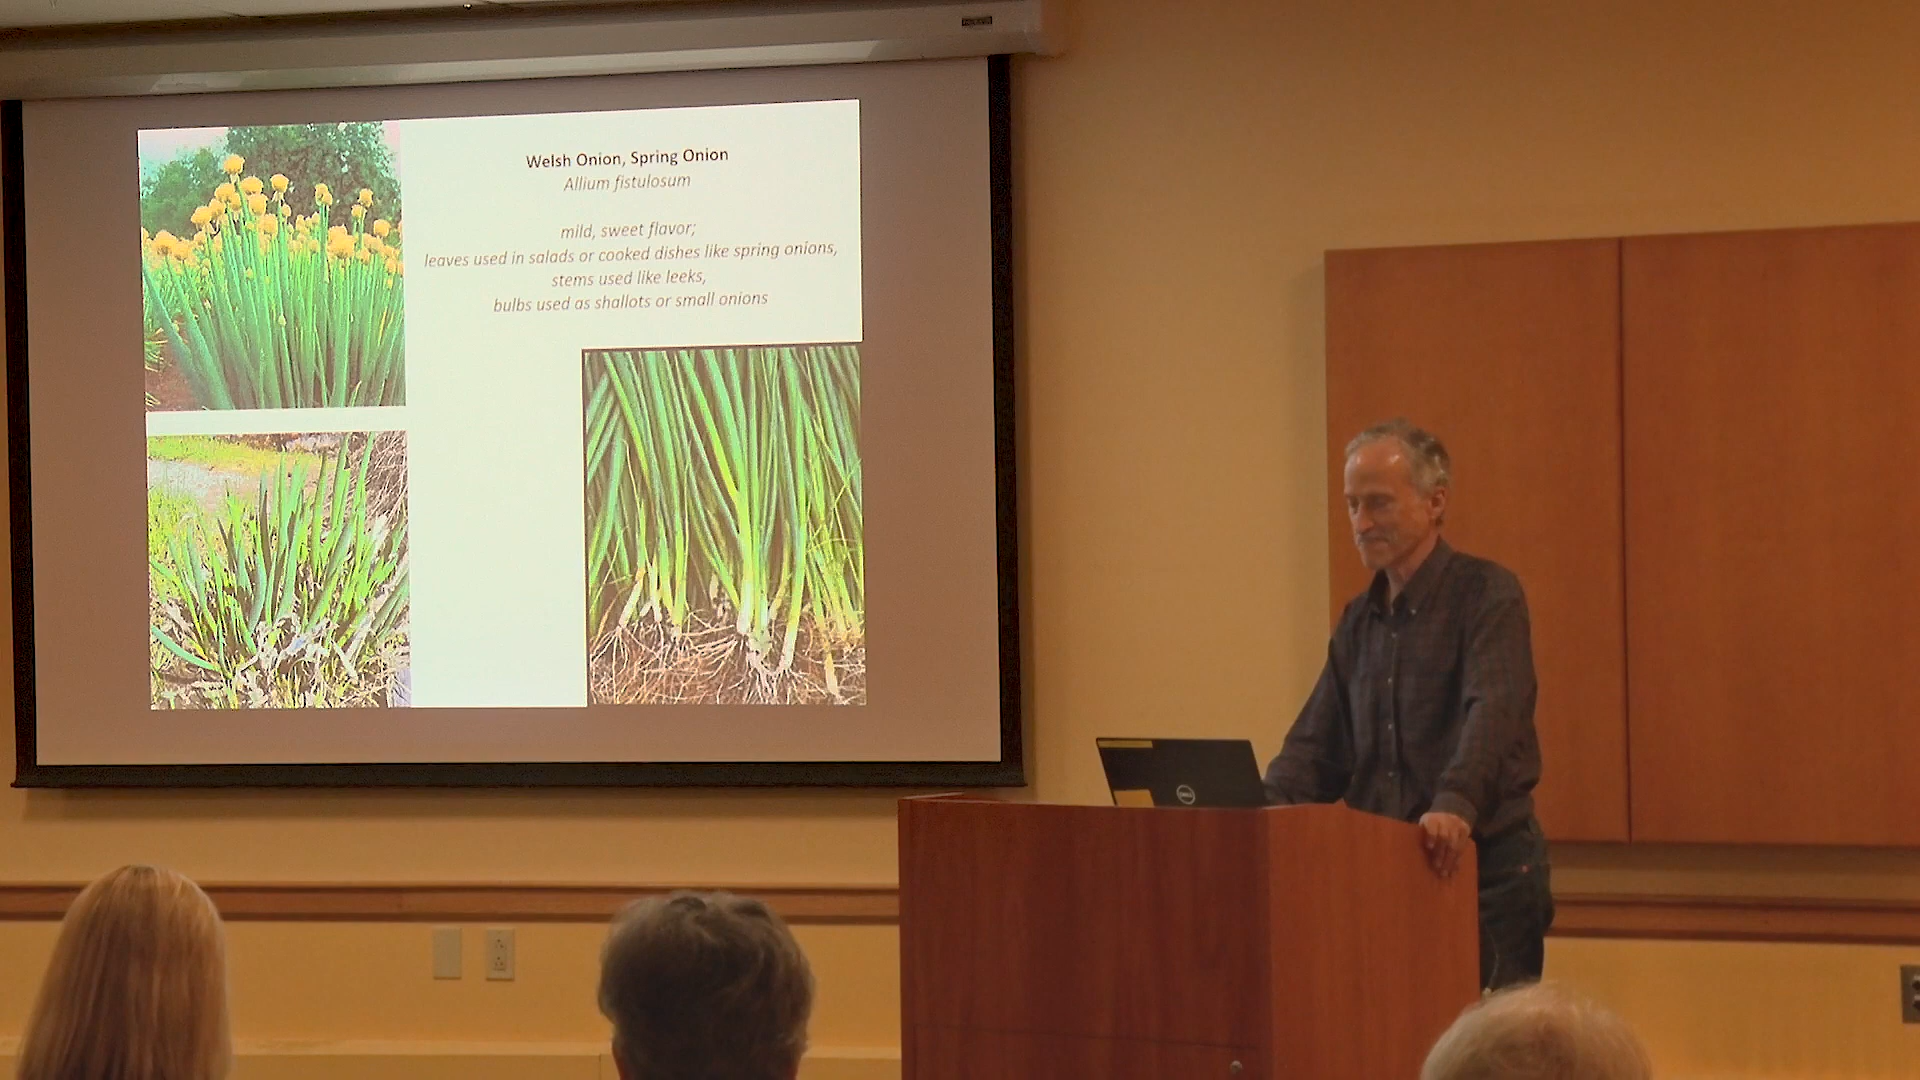 Welsh Onion, Spring Onion
Allium fistulosum
mild, sweet flavor;
leaves used in salads or cooked dishes like spring onions,
stems used like leeks,
bulbs used as shallots or small onions
DELL